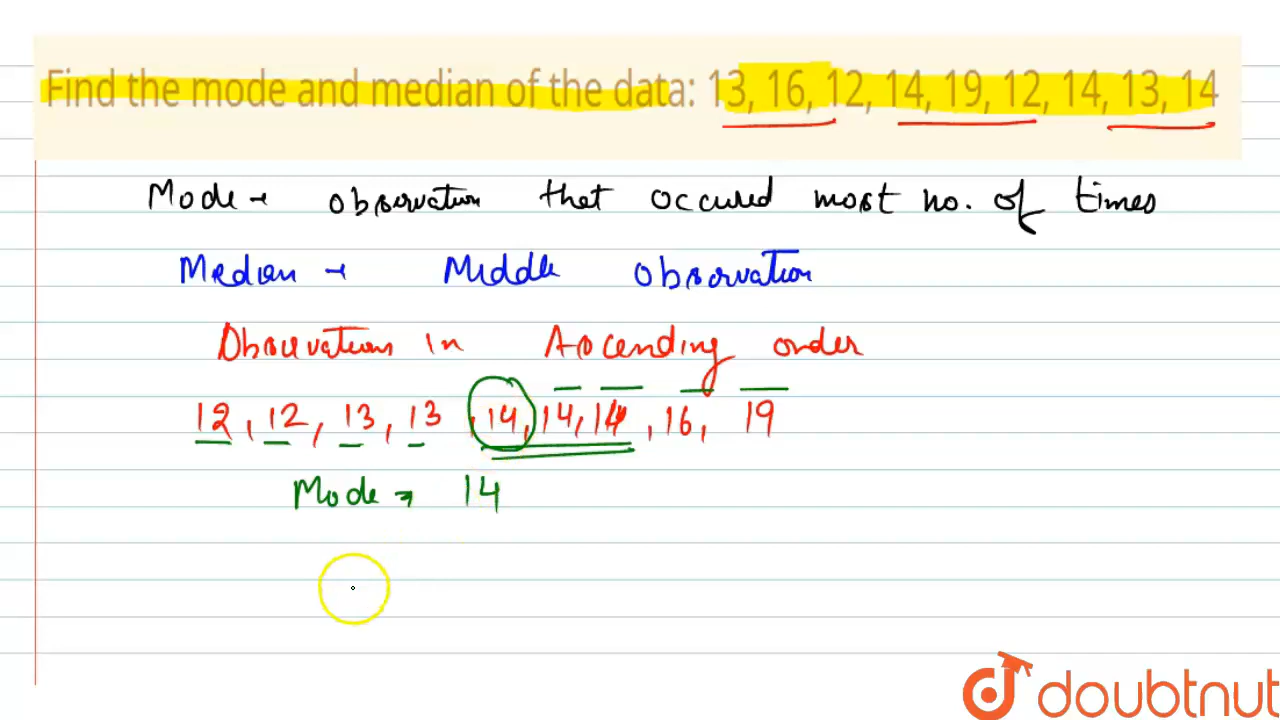 Find the mode and median of the data: 13, 16, 12, 14, 19, 12, 14, 13, 14
Mode → observation that occured most no. of times
Median → Middle observation
Observations in Ascending order
12, 12, 13, 13, 14, 14, 14, 16, 19
Mode → 14
doubtnut